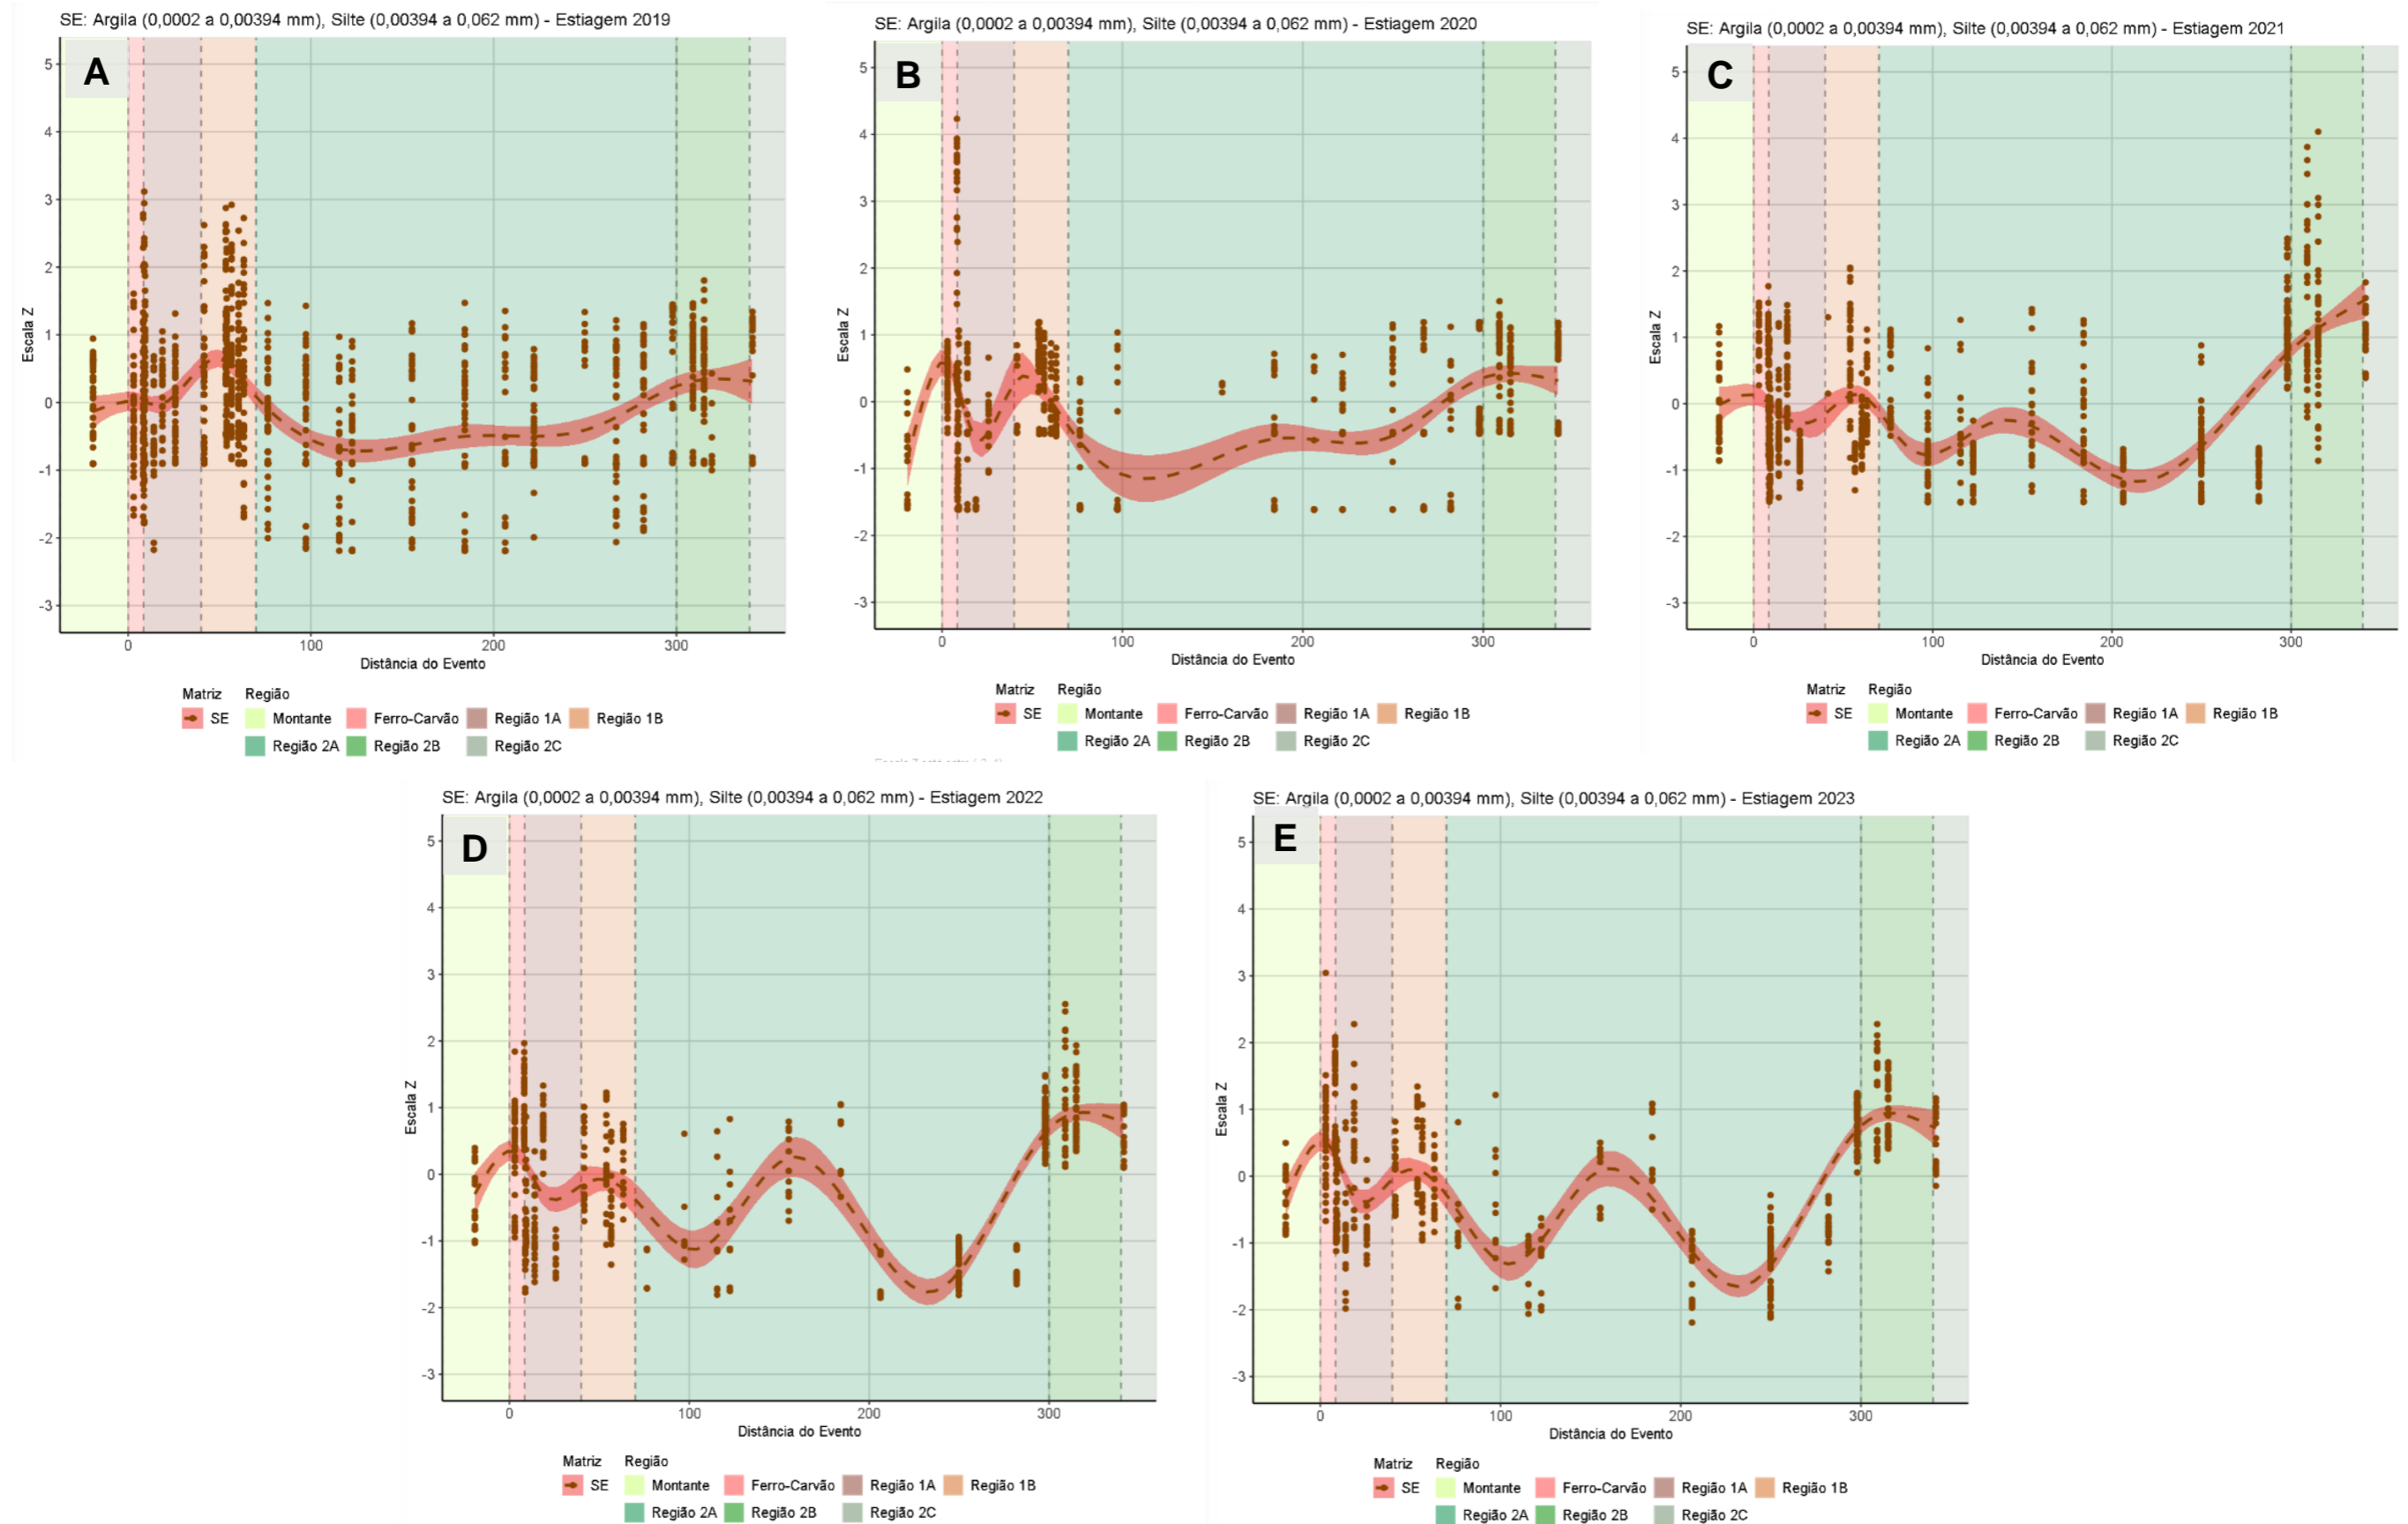 SE: Argila (0,0002 a 0,00394 mm), Silte (0,00394 a 0,062 mm) - Estiagem 2019
A
5
4
3
2
1
0
-1
-2
-3
Escala Z
0 100 200 300
Distância do Evento
Matriz Região
SE Montante Ferro-Carvão Região 1A Região 1B
Região 2A Região 2B Região 2C
SE: Argila (0,0002 a 0,00394 mm), Silte (0,00394 a 0,062 mm) - Estiagem 2020
B
5
4
3
2
1
0
-1
-2
-3
Escala Z
0 100 200 300
Distância do Evento
Matriz Região
SE Montante Ferro-Carvão Região 1A Região 1B
Região 2A Região 2B Região 2C
SE: Argila (0,0002 a 0,00394 mm), Silte (0,00394 a 0,062 mm) - Estiagem 2021
C
5
4
3
2
1
0
-1
-2
-3
Escala Z
0 100 200 300
Distância do Evento
Matriz Região
SE Montante Ferro-Carvão Região 1A Região 1B
Região 2A Região 2B Região 2C
SE: Argila (0,0002 a 0,00394 mm), Silte (0,00394 a 0,062 mm) - Estiagem 2022
D
5
4
3
2
1
0
-1
-2
-3
Escala Z
0 100 200 300
Distância do Evento
Matriz Região
SE Montante Ferro-Carvão Região 1A Região 1B
Região 2A Região 2B Região 2C
SE: Argila (0,0002 a 0,00394 mm), Silte (0,00394 a 0,062 mm) - Estiagem 2023
E
5
4
3
2
1
0
-1
-2
-3
Escala Z
0 100 200 300
Distância do Evento
Matriz Região
SE Montante Ferro-Carvão Região 1A Região 1B
Região 2A Região 2B Região 2C